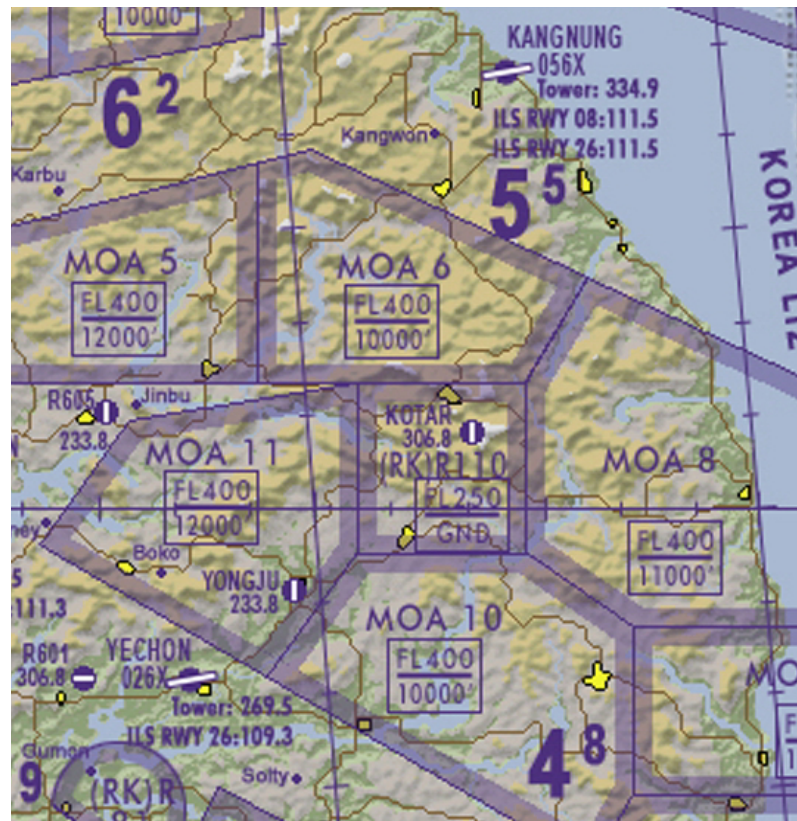 10000'
KANGNUNG
056X
Tower: 334.9
ILS RWY 08:111.5
ILS RWY 26:111.5
6 2
Kangwon
Karbu
5 5
KOREA
MOA 5
FL400
12000'
MOA 6
FL400
10000'
R605
233.8
Jinbu
KOTAR
306.8
(RK)R110
FL250
GND
MOA 11
FL400
12000'
MOA 8
FL400
11000'
Boko
YONGJU
233.8
111.3
MOA 10
FL400
10000'
R601
306.8
YECHON
026X
Tower: 269.5
ILS RWY 26:109.3
Gumon
Solty
4 8
9
(RK)R